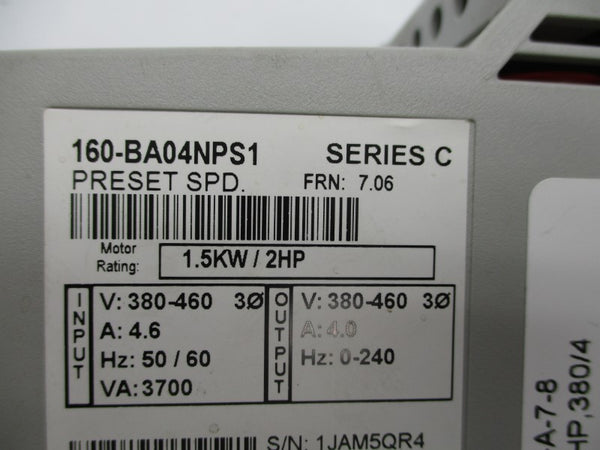 160-BA04NPS1 SERIES C
PRESET SPD. FRN: 7.06
Motor Rating: 1.5KW / 2HP
INPUT
V: 380-460 3Ø
A: 4.6
Hz: 50 / 60
VA: 3700
OUTPUT
V: 380-460 3Ø
A: 4.0
Hz: 0-240
S/N: 1JAM5QR4
-A-7-8
HP,380/4